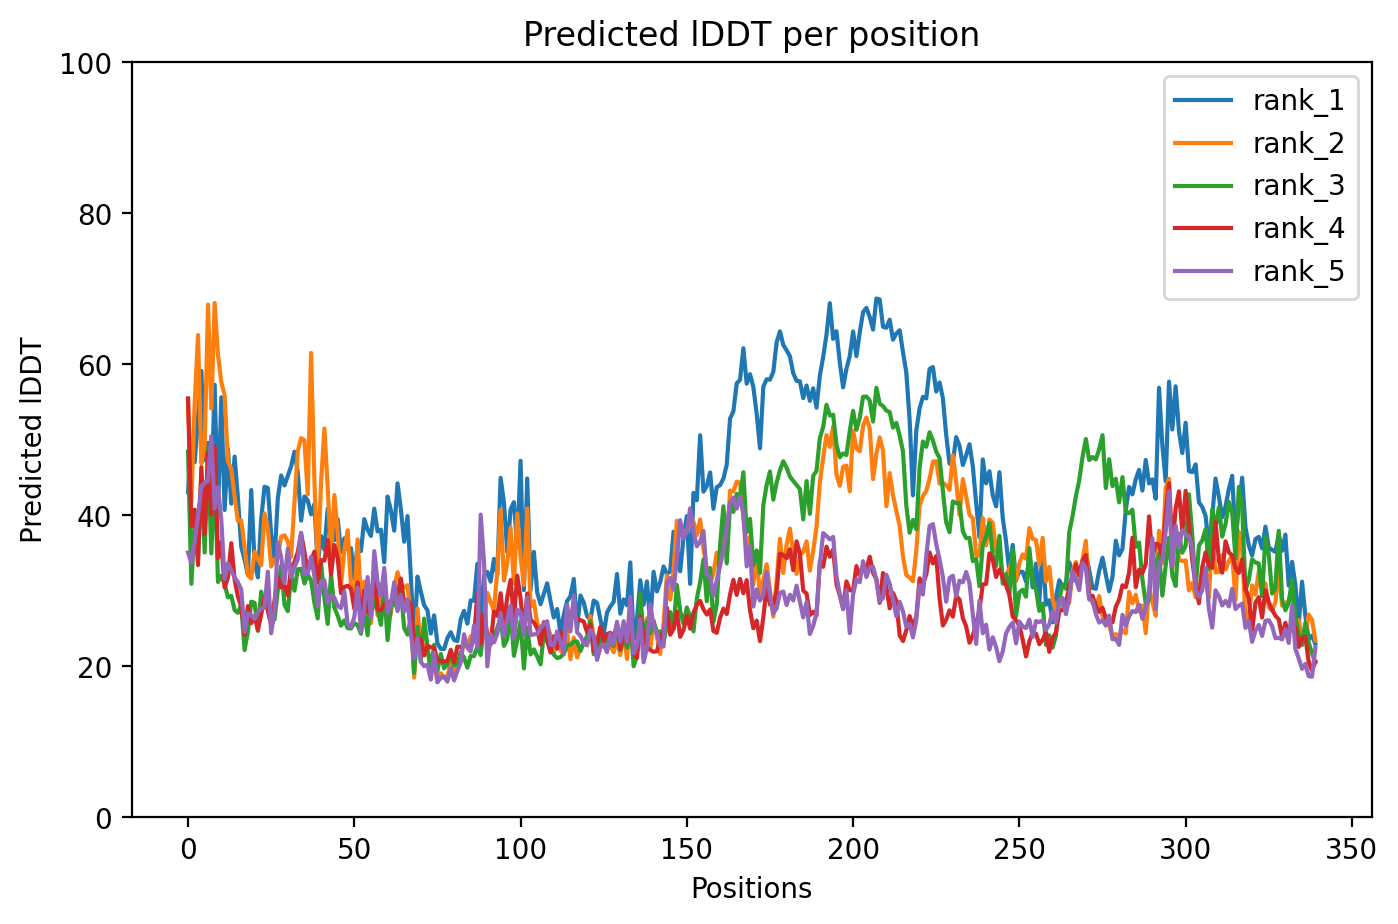 Predicted lDDT per position
100
80
60
40
20
0
Predicted lDDT
rank_1
rank_2
rank_3
rank_4
rank_5
0 50 100 150 200 250 300 350
Positions